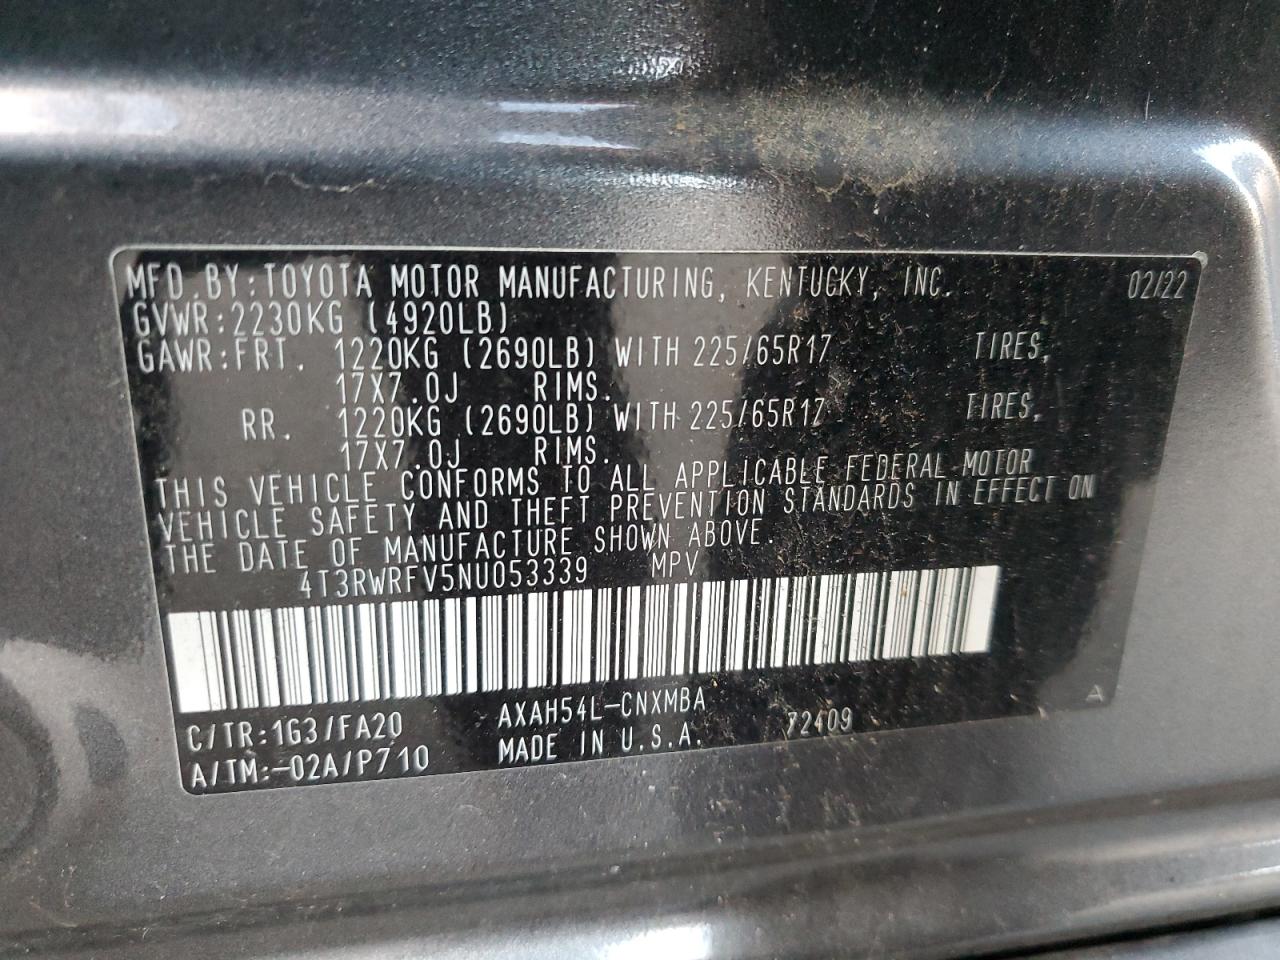 MFD. BY: TOYOTA MOTOR MANUFACTURING, KENTUCKY, INC. 02/22
GVWR: 2230KG (4920LB)
GAWR: FRT. 1220KG (2690LB) WITH 225/65R17 TIRES,
17X7.0J RIMS.
RR. 1220KG (2690LB) WITH 225/65R17 TIRES,
17X7.0J RIMS.
THIS VEHICLE CONFORMS TO ALL APPLICABLE FEDERAL MOTOR
VEHICLE SAFETY AND THEFT PREVENTION STANDARDS IN EFFECT ON
THE DATE OF MANUFACTURE SHOWN ABOVE.
4T3RWRFV5NU053339 MPV
C/TR: 1G3/FA20 AXAH54L-CNXMBA A
A/TM:-02A/P710 MADE IN U.S.A. 72409